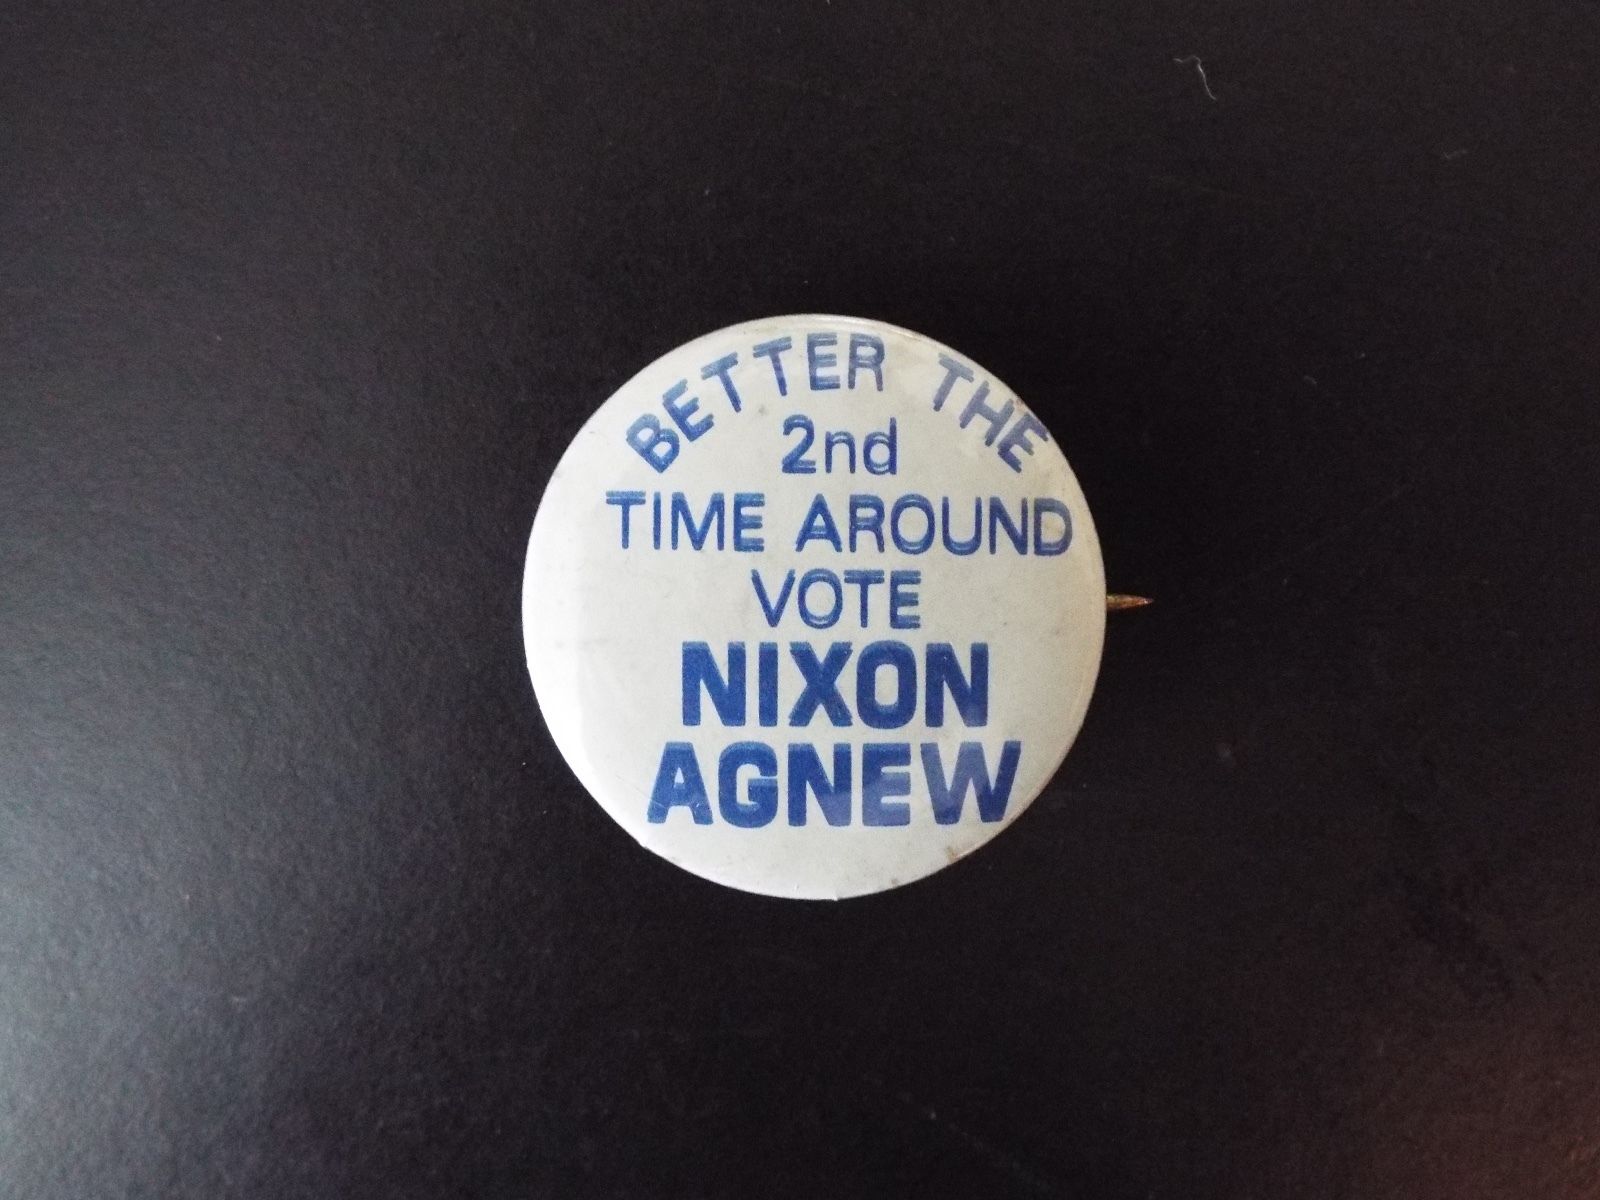 BETTER THE
2nd
TIME AROUND
VOTE
NIXON
AGNEW